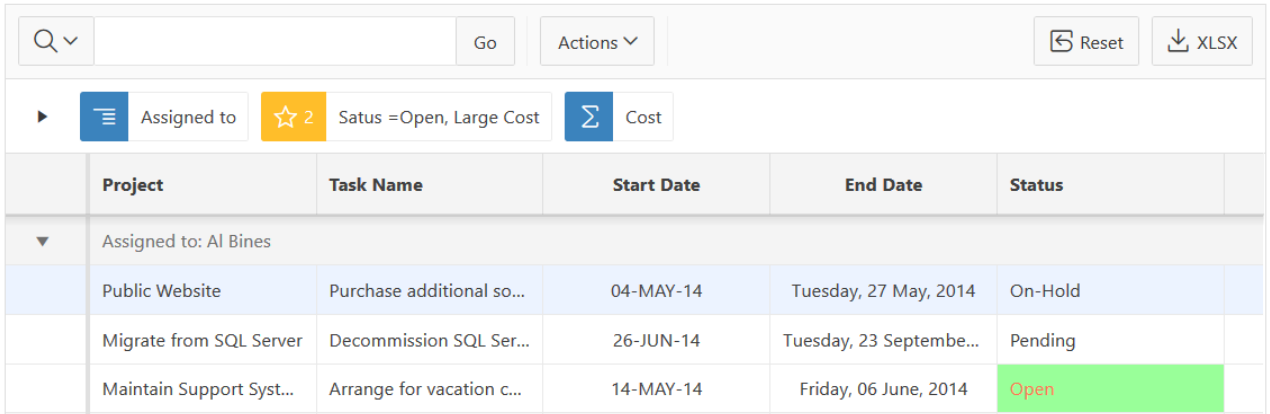 Go Actions Reset XLSX
Assigned to 2 Satus =Open, Large Cost Cost
Project Task Name Start Date End Date Status
Assigned to: Al Bines
Public Website Purchase additional so... 04-MAY-14 Tuesday, 27 May, 2014 On-Hold
Migrate from SQL Server Decommission SQL Ser... 26-JUN-14 Tuesday, 23 Septembe... Pending
Maintain Support Syst... Arrange for vacation c... 14-MAY-14 Friday, 06 June, 2014 Open